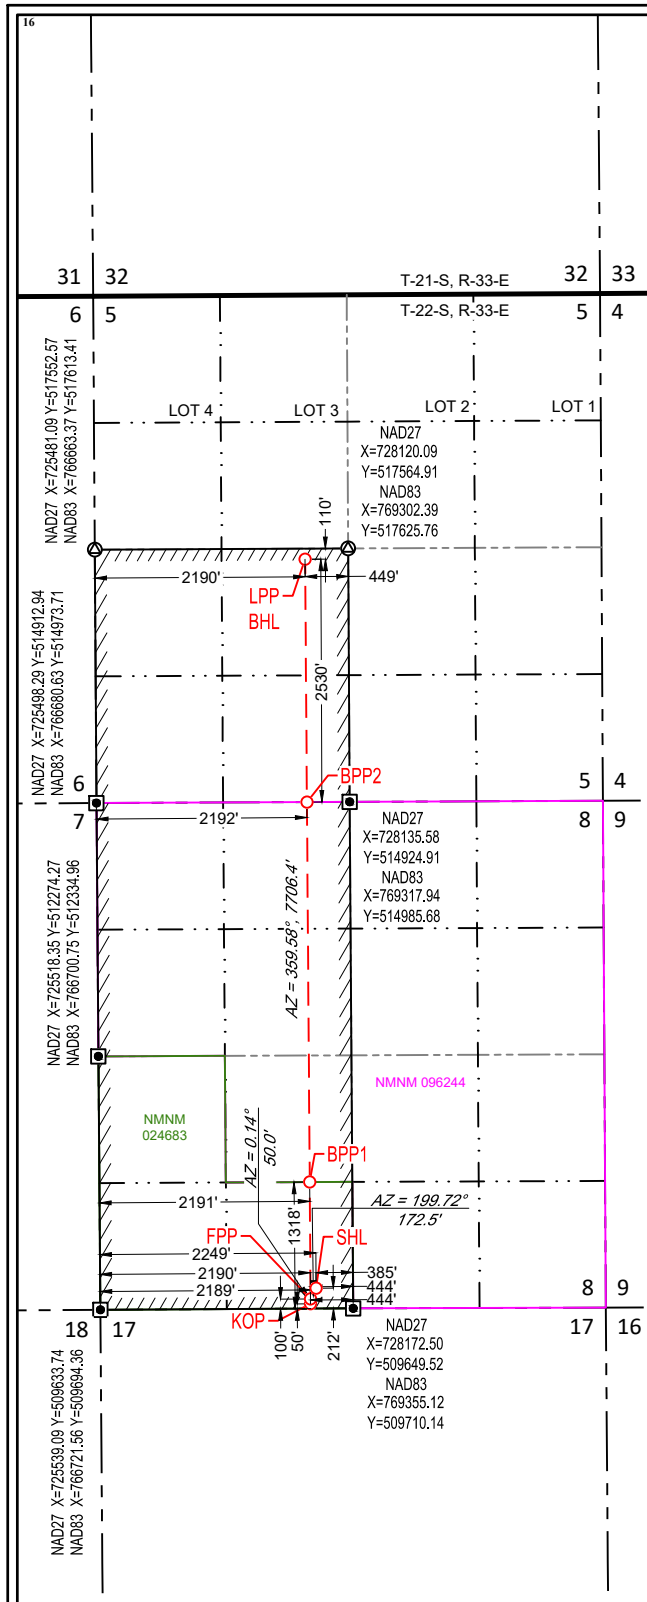 16
31 32
32 33
T-21-S, R-33-E
T-22-S, R-33-E
6 5
5 4
LOT 4
LOT 3
LOT 2
LOT 1
NAD27 X=725481.09 Y=517552.57
NAD83 X=766663.37 Y=517613.41
NAD27
X=728120.09
Y=517564.91
NAD83
X=769302.39
Y=517625.76
110'
2190'
449'
LPP
BHL
2530'
NAD27 X=725498.29 Y=514912.94
NAD83 X=766680.63 Y=514973.71
BPP2
6
7
5 4
8 9
2192'
NAD27
X=728135.58
Y=514924.91
NAD83
X=769317.94
Y=514985.68
AZ = 359.58°, 7706.4'
NAD27 X=725518.35 Y=512274.27
NAD83 X=766700.75 Y=512334.96
NMNM 096244
NMNM
024683
AZ = 0.14°
50.0'
BPP1
2191'
1318'
AZ = 199.72°
172.5'
FPP
SHL
2249'
2190'
385'
2189'
444'
444'
KOP
100'
50'
212'
8 9
18 17
17 16
NAD27
X=728172.50
Y=509649.52
NAD83
X=769355.12
Y=509710.14
NAD27 X=725539.09 Y=509633.74
NAD83 X=766721.56 Y=509694.36